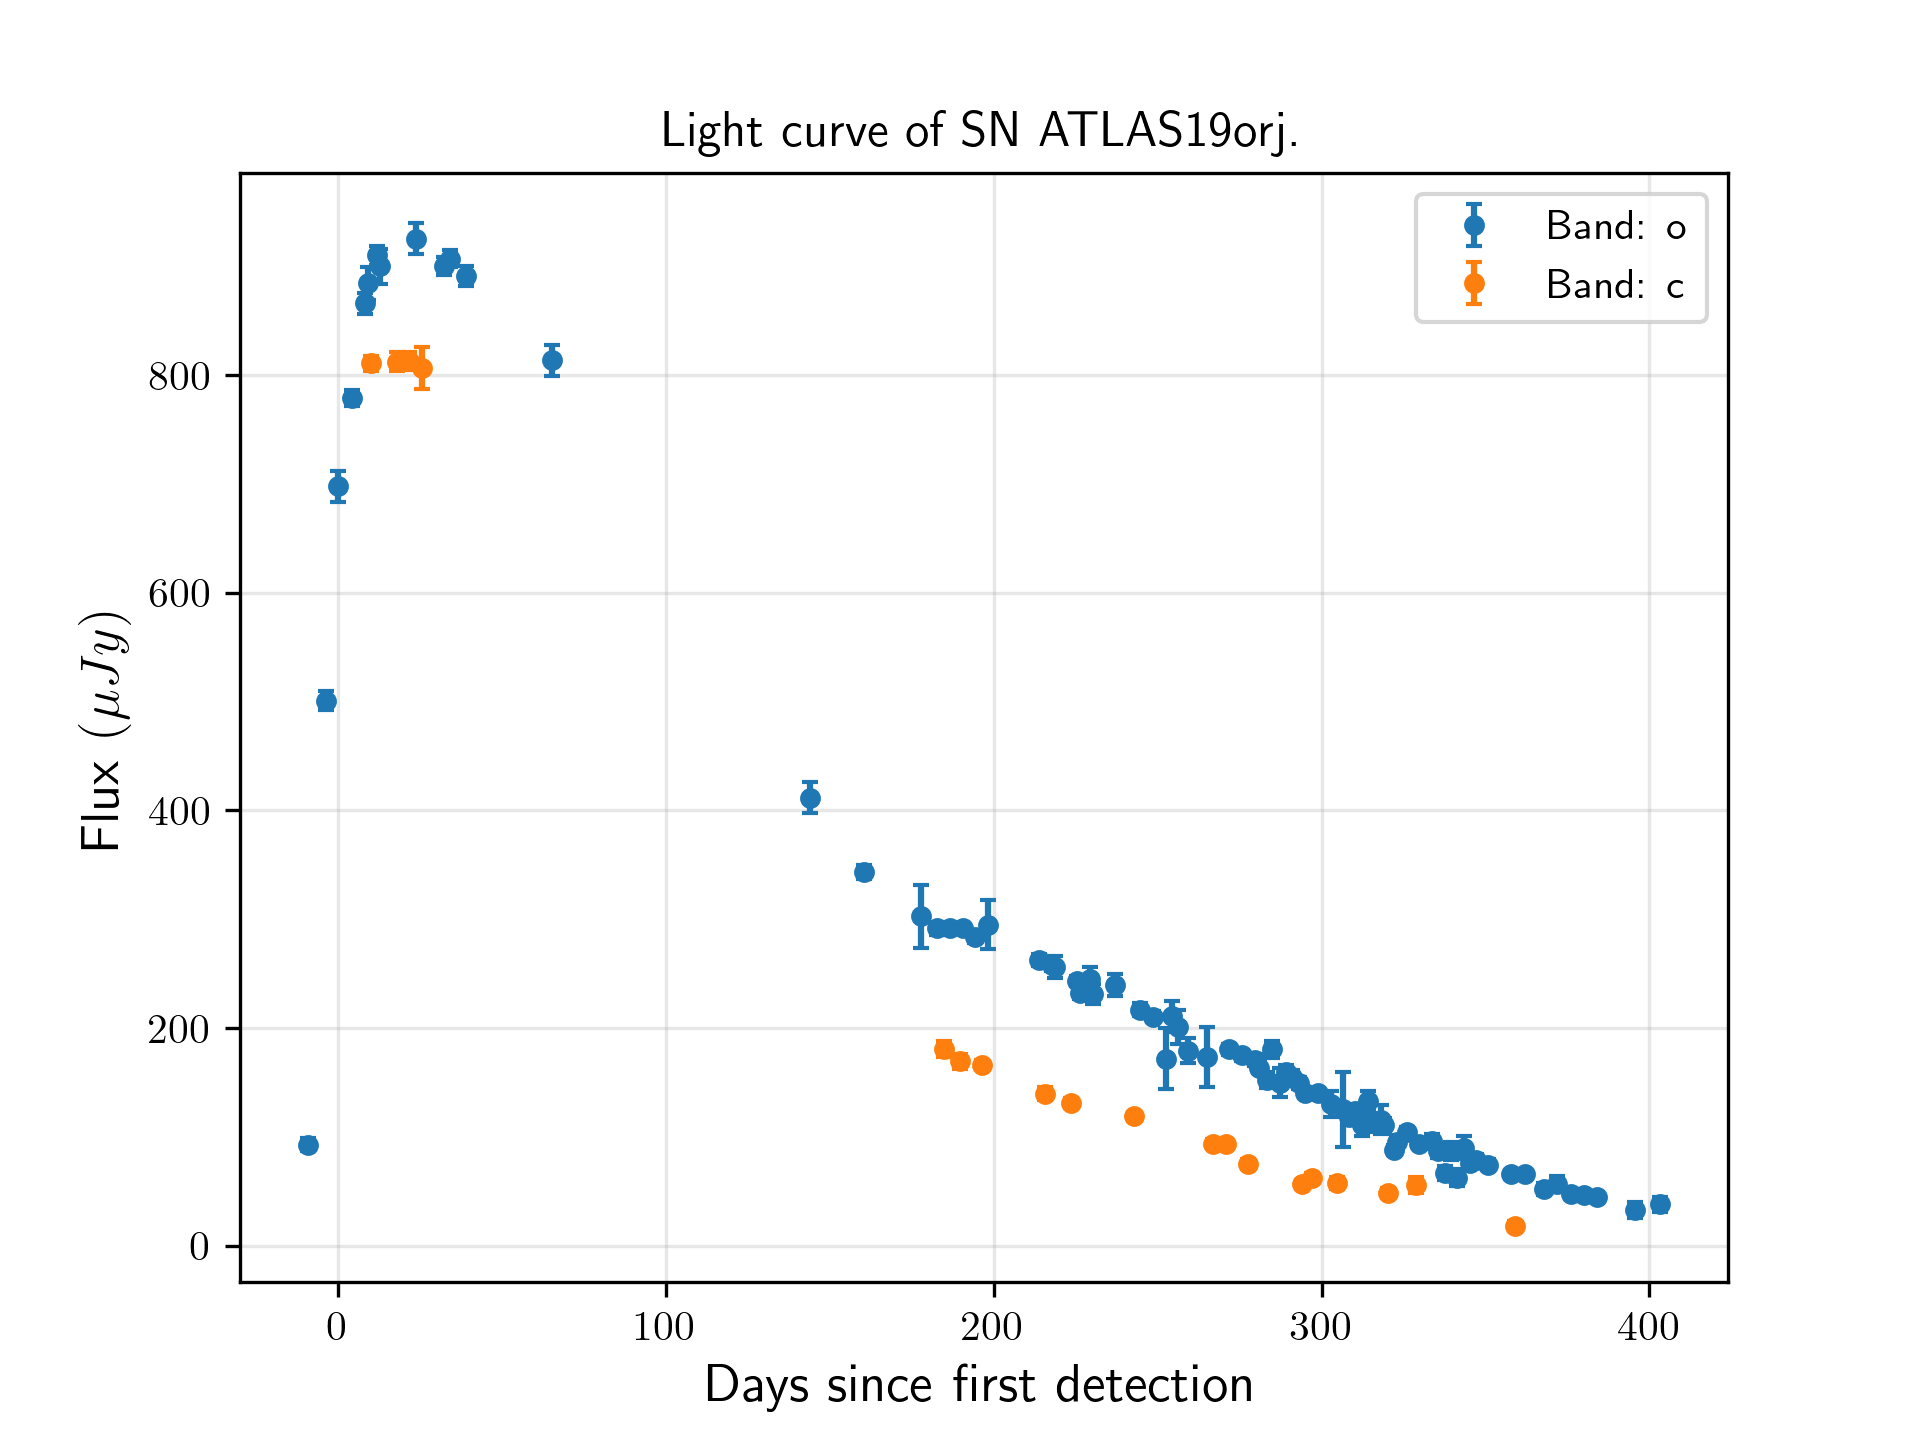 Light curve of SN ATLAS19orj.
Band: o
Band: c
Flux (μJy)
800
600
400
200
0
0 100 200 300 400
Days since first detection